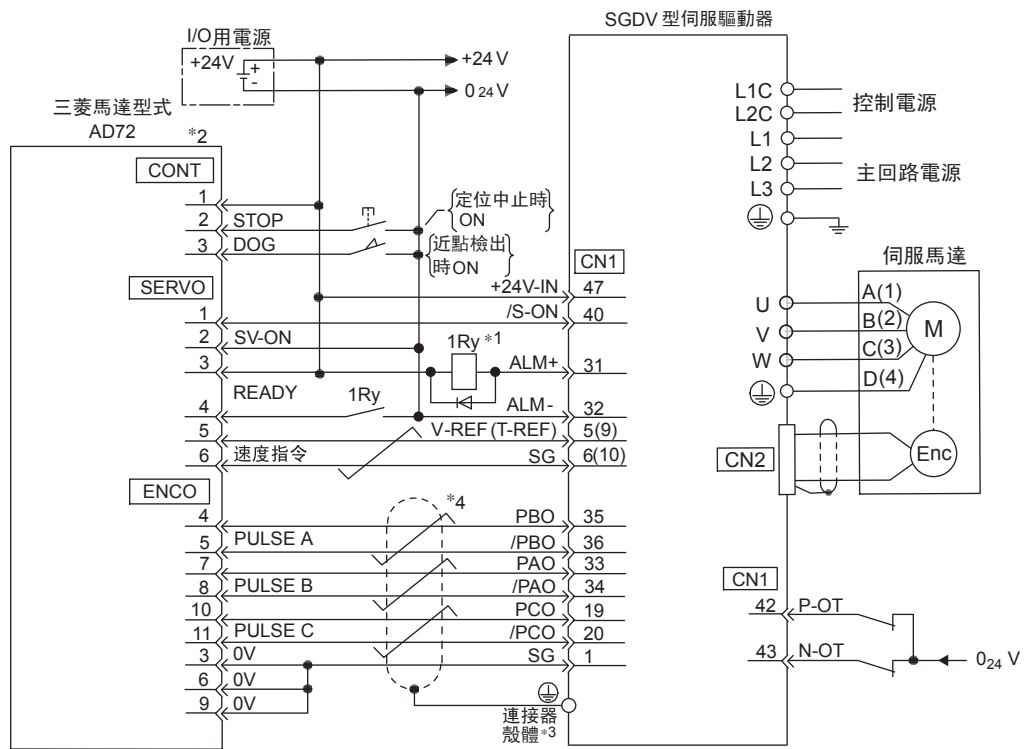 SGDV 型伺服驅動器
I/O用電源
+24V
+
-
+24 V
0 24 V
三菱馬達型式
AD72
*2
CONT
1
2 STOP
3 DOG
定位中止時
ON
近點檢出
時ON
SERVO
1
2 SV-ON
3
READY
4
5
6 速度指令
1Ry *1
1Ry
ENCO
4
5 PULSE A
7
8 PULSE B
10
11 PULSE C
3 0V
6 0V
9 0V
*4
CN1
+24V-IN 47
/S-ON 40
ALM+ 31
ALM- 32
V-REF (T-REF) 5(9)
SG 6(10)
PBO 35
/PBO 36
PAO 33
/PAO 34
PCO 19
/PCO 20
SG 1
連接器
殼體*3
L1C
L2C
控制電源
L1
L2
L3
主回路電源
伺服馬達
U A(1)
V B(2)
W C(3)
D(4)
M
CN2
Enc
CN1
42 P-OT
43 N-OT
0₂₄ V